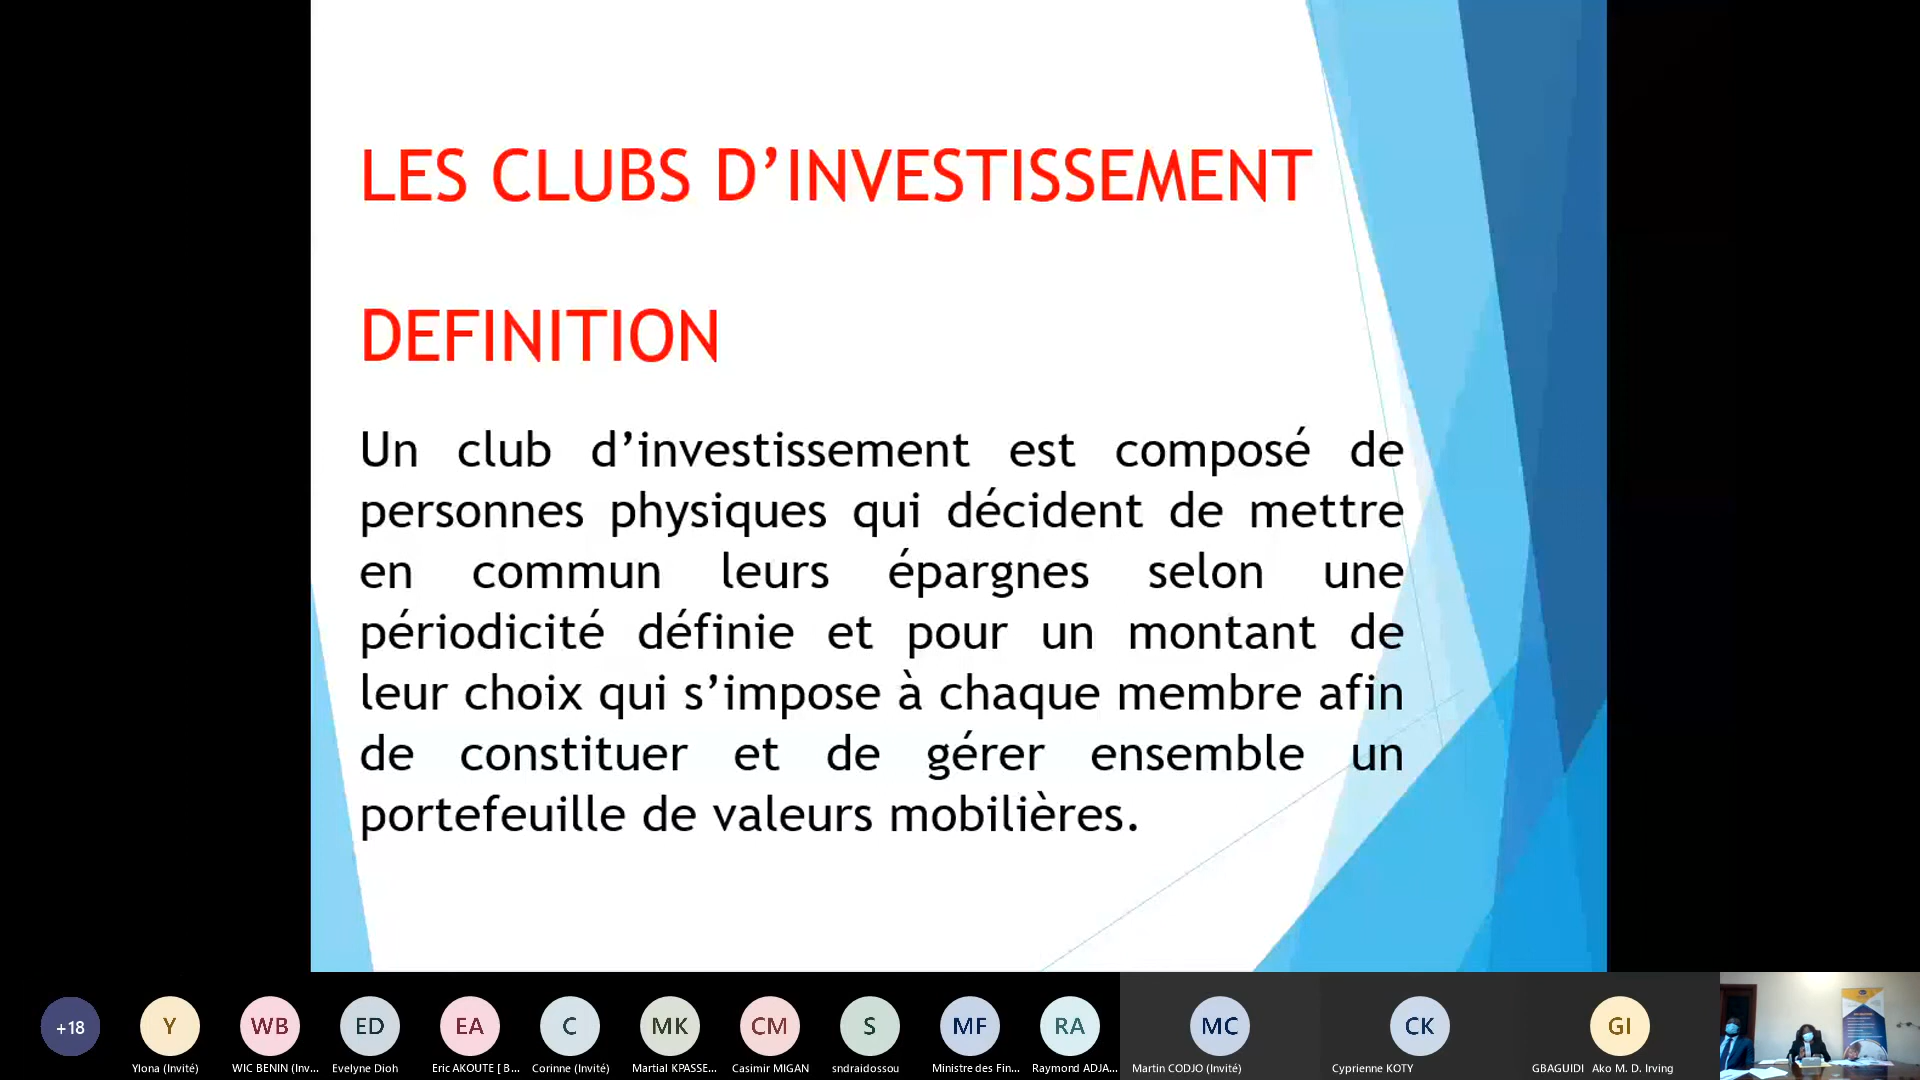 LES CLUBS D’INVESTISSEMENT
DEFINITION
Un club d’investissement est composé de
personnes physiques qui décident de mettre
en commun leurs épargnes selon une
périodicité définie et pour un montant de
leur choix qui s’impose à chaque membre afin
de constituer et de gérer ensemble un
portefeuille de valeurs mobilières.
+18
Y
WB
ED
EA
C
MK
CM
S
MF
RA
MC
CK
GI
Ylona (Invité)
WIC BENIN (Inv...
Evelyne Dioh
Eric AKOUTE [ B...
Corinne (Invité)
Martial KPASSE...
Casimir MIGAN
sndraidossou
Ministre des Fin...
Raymond ADJA...
Martin CODJO (Invité)
Cyprienne KOTY
GBAGUIDI Ako M. D. Irving